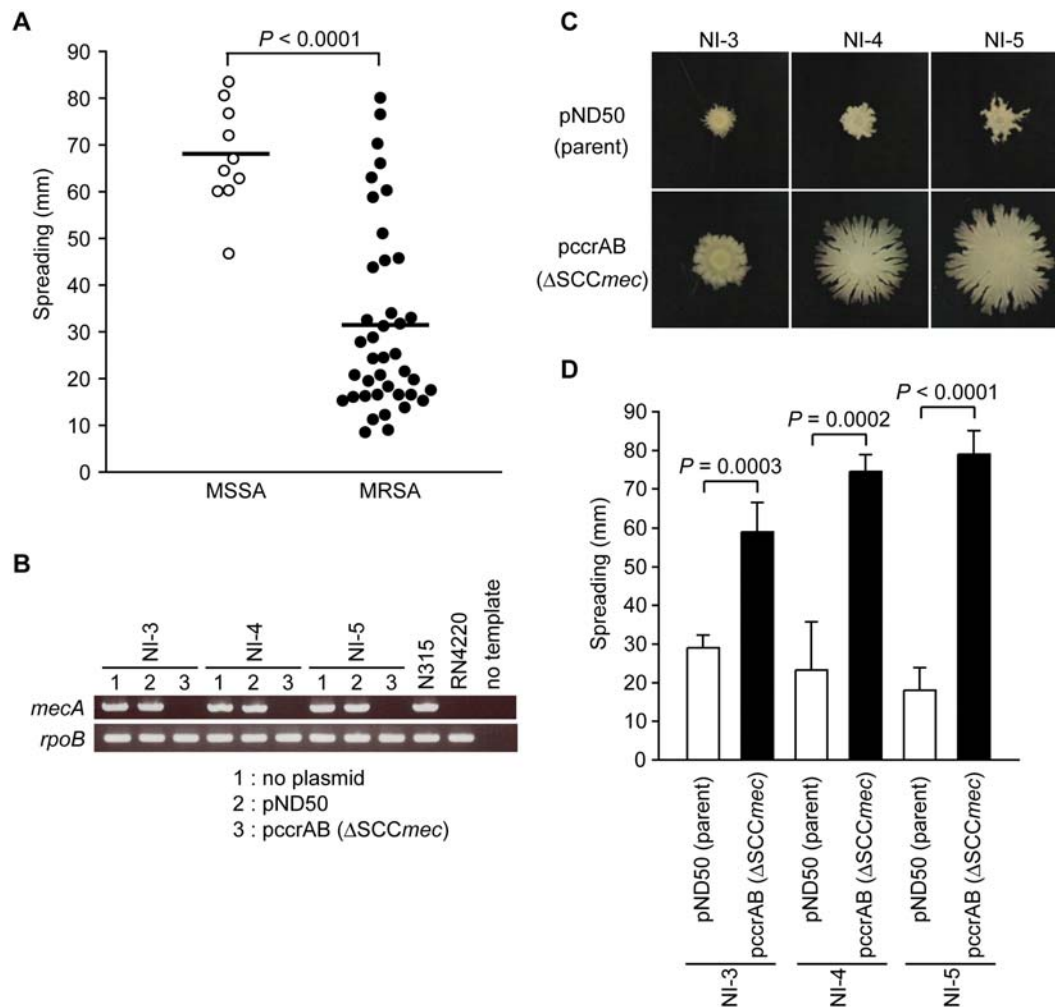 A
P < 0.0001
90
80
70
60
50
40
30
20
10
0
Spreading (mm)
MSSA MRSA
B
NI-3 NI-4 NI-5 N315 RN4220 no template
1 2 3 1 2 3 1 2 3
mecA
rpoB
1 : no plasmid
2 : pND50
3 : pccrAB (ΔSCCmec)
C
NI-3 NI-4 NI-5
pND50
(parent)
pccrAB
(ΔSCCmec)
D
P < 0.0001
P = 0.0002
P = 0.0003
90
80
70
60
50
40
30
20
10
0
Spreading (mm)
pND50 (parent)
pccrAB (ΔSCCmec)
pND50 (parent)
pccrAB (ΔSCCmec)
pND50 (parent)
pccrAB (ΔSCCmec)
NI-3
NI-4
NI-5